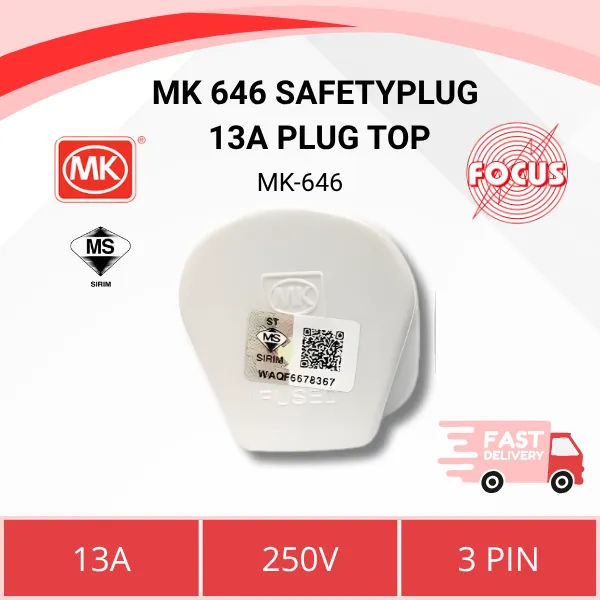 MK 646 SAFETYPLUG
13A PLUG TOP
MK-646
MK
®
FOCUS
MS
SIRIM
MK
ST
MS
SIRIM
WAQF6678367
FUSED
FAST
DELIVERY
13A
250V
3 PIN